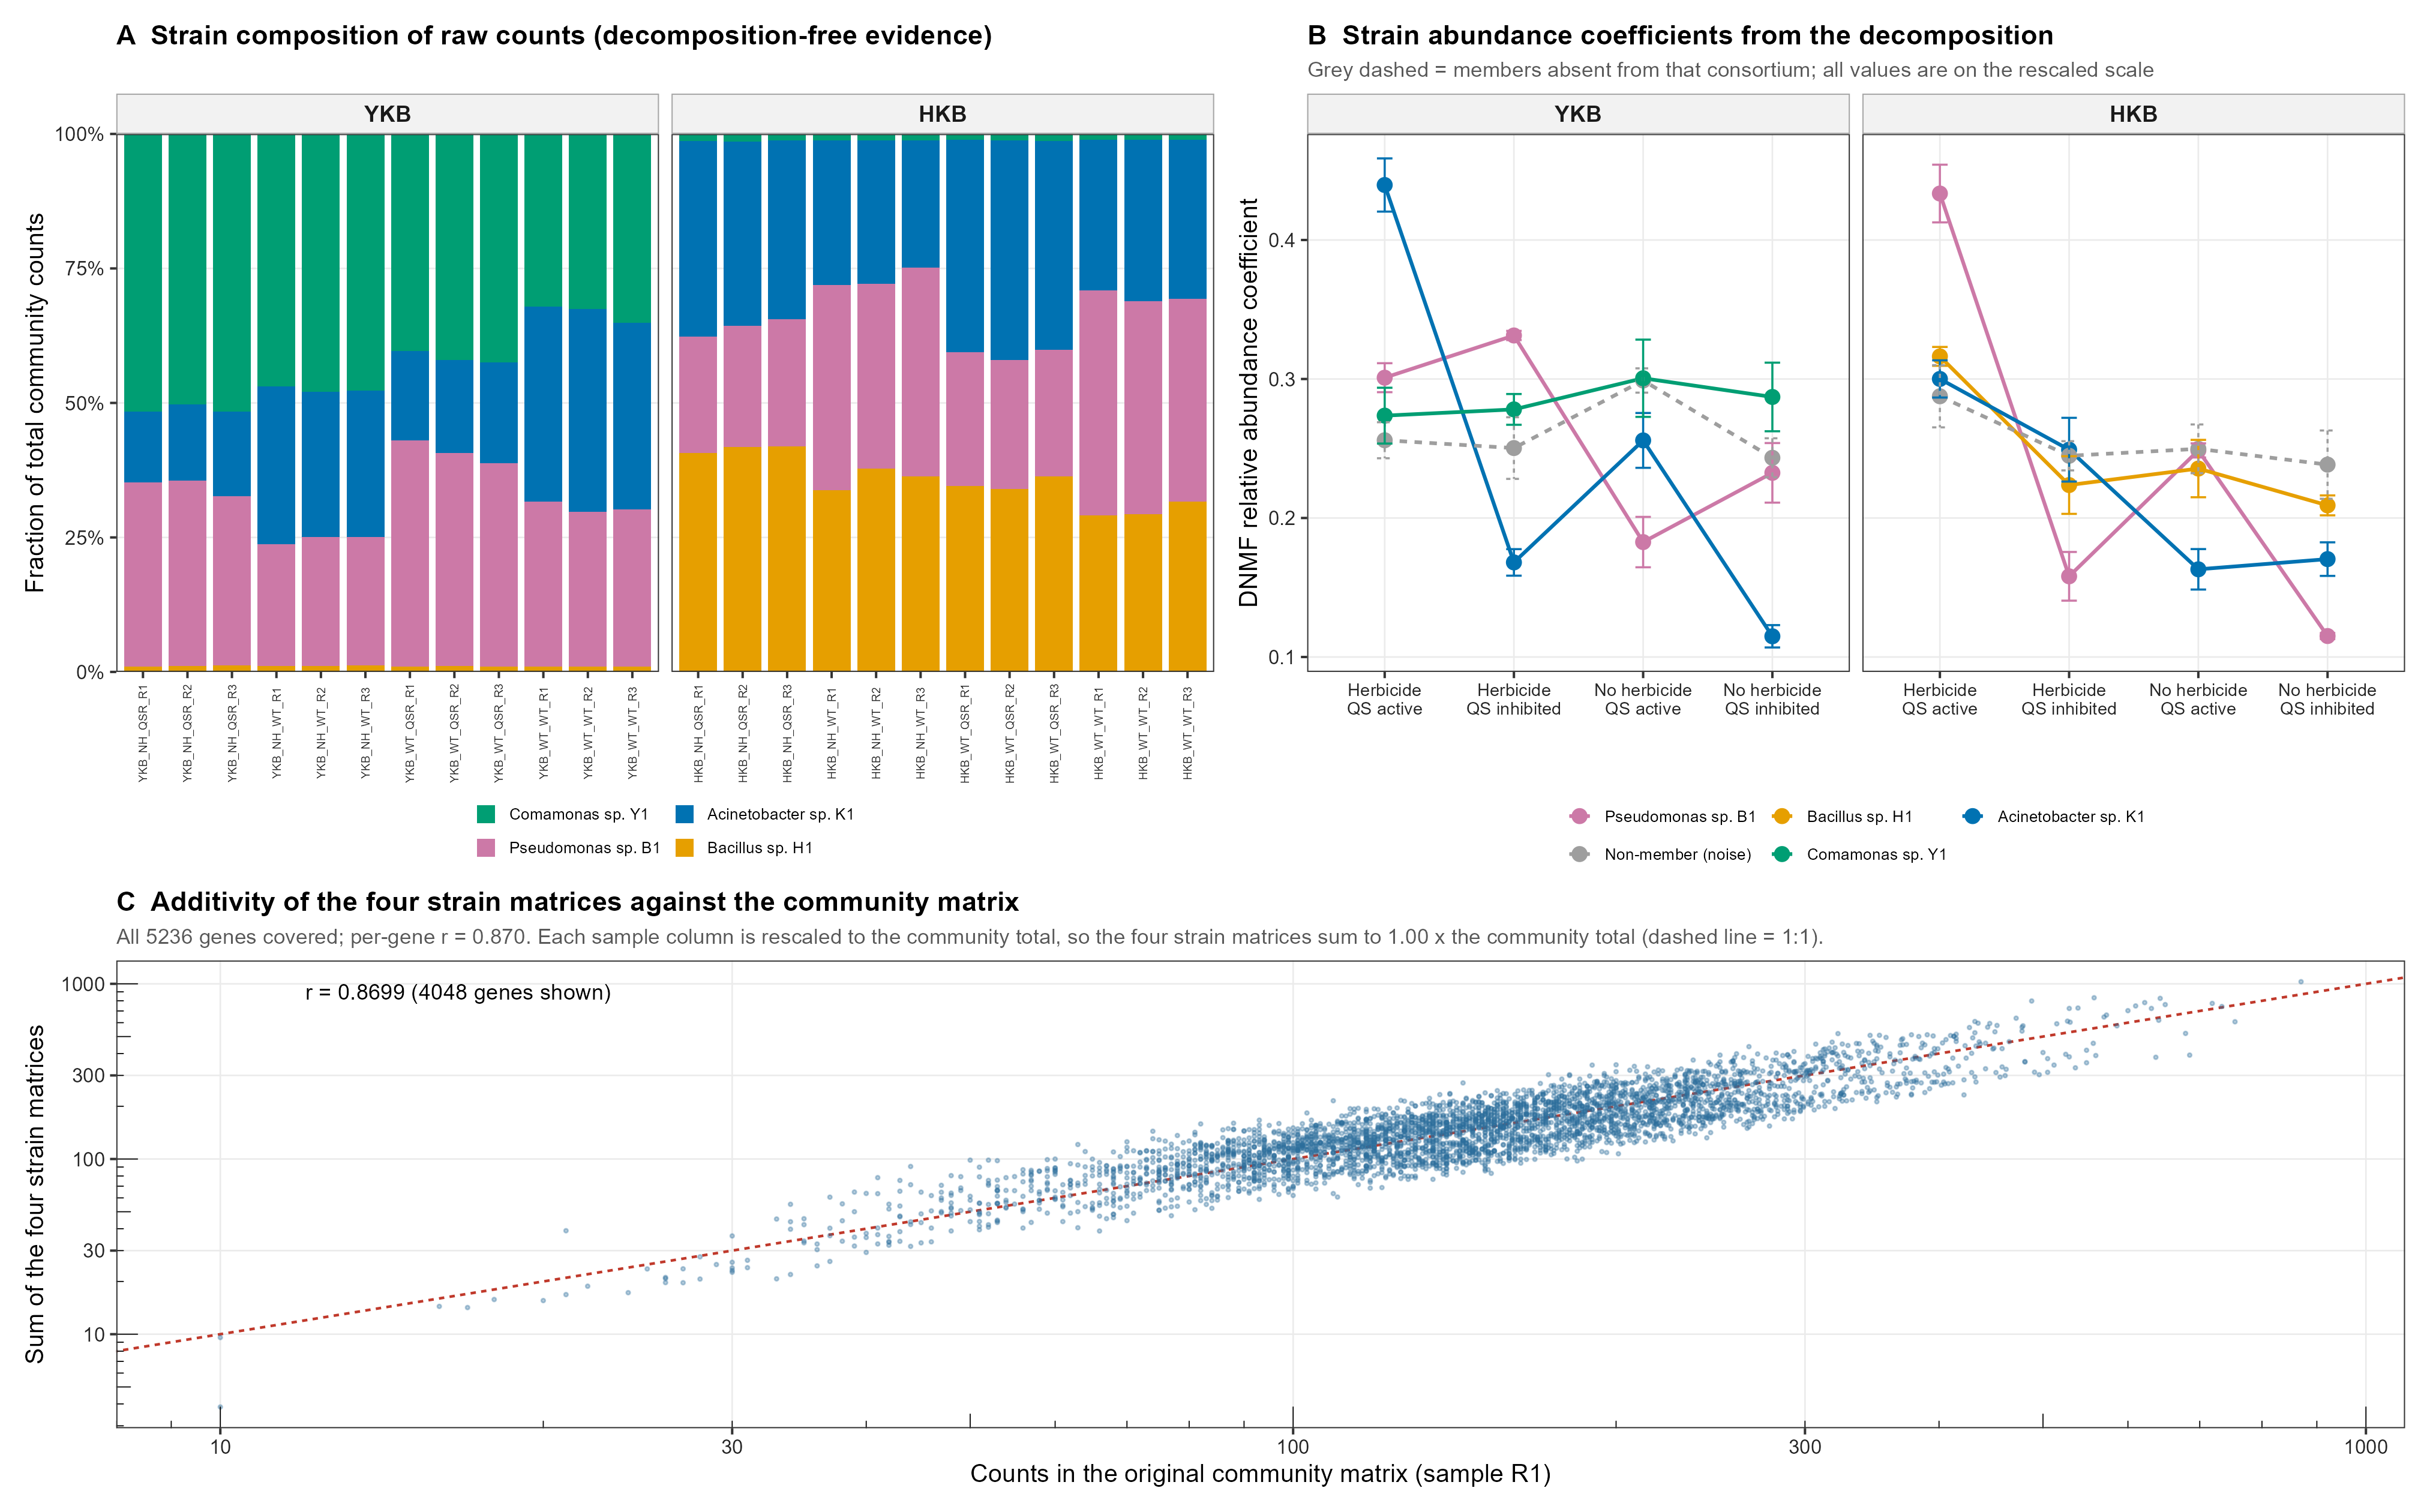 A Strain composition of raw counts (decomposition-free evidence)
YKB
HKB
Fraction of total community counts
100%
75%
50%
25%
0%
YKB_NH_QSR_R1
YKB_NH_QSR_R2
YKB_NH_QSR_R3
YKB_NH_WT_R1
YKB_NH_WT_R2
YKB_NH_WT_R3
YKB_WT_QSR_R1
YKB_WT_QSR_R2
YKB_WT_QSR_R3
YKB_WT_WT_R1
YKB_WT_WT_R2
YKB_WT_WT_R3
HKB_NH_QSR_R1
HKB_NH_QSR_R2
HKB_NH_QSR_R3
HKB_NH_WT_R1
HKB_NH_WT_R2
HKB_NH_WT_R3
HKB_WT_QSR_R1
HKB_WT_QSR_R2
HKB_WT_QSR_R3
HKB_WT_WT_R1
HKB_WT_WT_R2
HKB_WT_WT_R3
Comamonas sp. Y1
Acinetobacter sp. K1
Pseudomonas sp. B1
Bacillus sp. H1
B Strain abundance coefficients from the decomposition
Grey dashed = members absent from that consortium; all values are on the rescaled scale
YKB
HKB
DNMF relative abundance coefficient
0.4
0.3
0.2
0.1
Herbicide
QS active
Herbicide
QS inhibited
No herbicide
QS active
No herbicide
QS inhibited
Herbicide
QS active
Herbicide
QS inhibited
No herbicide
QS active
No herbicide
QS inhibited
Pseudomonas sp. B1
Bacillus sp. H1
Acinetobacter sp. K1
Non-member (noise)
Comamonas sp. Y1
C Additivity of the four strain matrices against the community matrix
All 5236 genes covered; per-gene r = 0.870. Each sample column is rescaled to the community total, so the four strain matrices sum to 1.00 x the community total (dashed line = 1:1).
r = 0.8699 (4048 genes shown)
Sum of the four strain matrices
1000
300
100
30
10
10
30
100
300
1000
Counts in the original community matrix (sample R1)